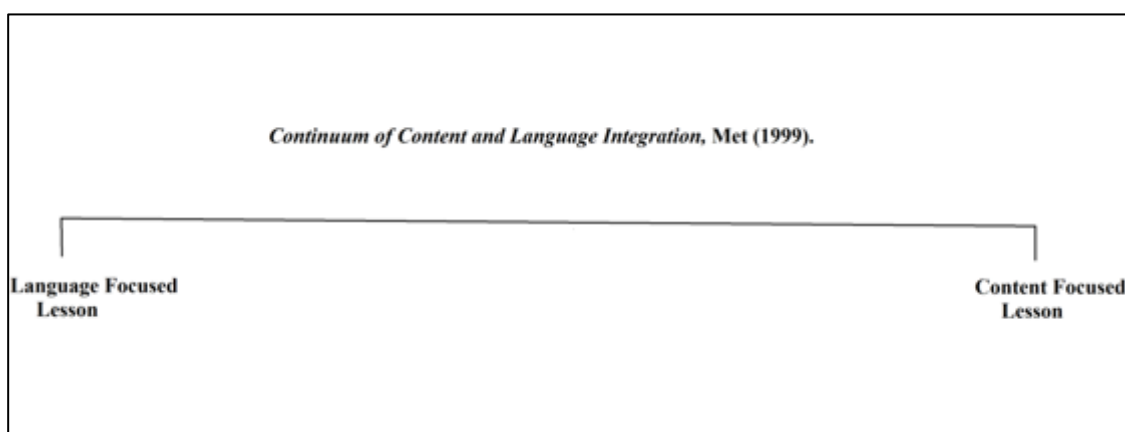 Continuum of Content and Language Integration, Met (1999).
Language Focused
Lesson
Content Focused
Lesson